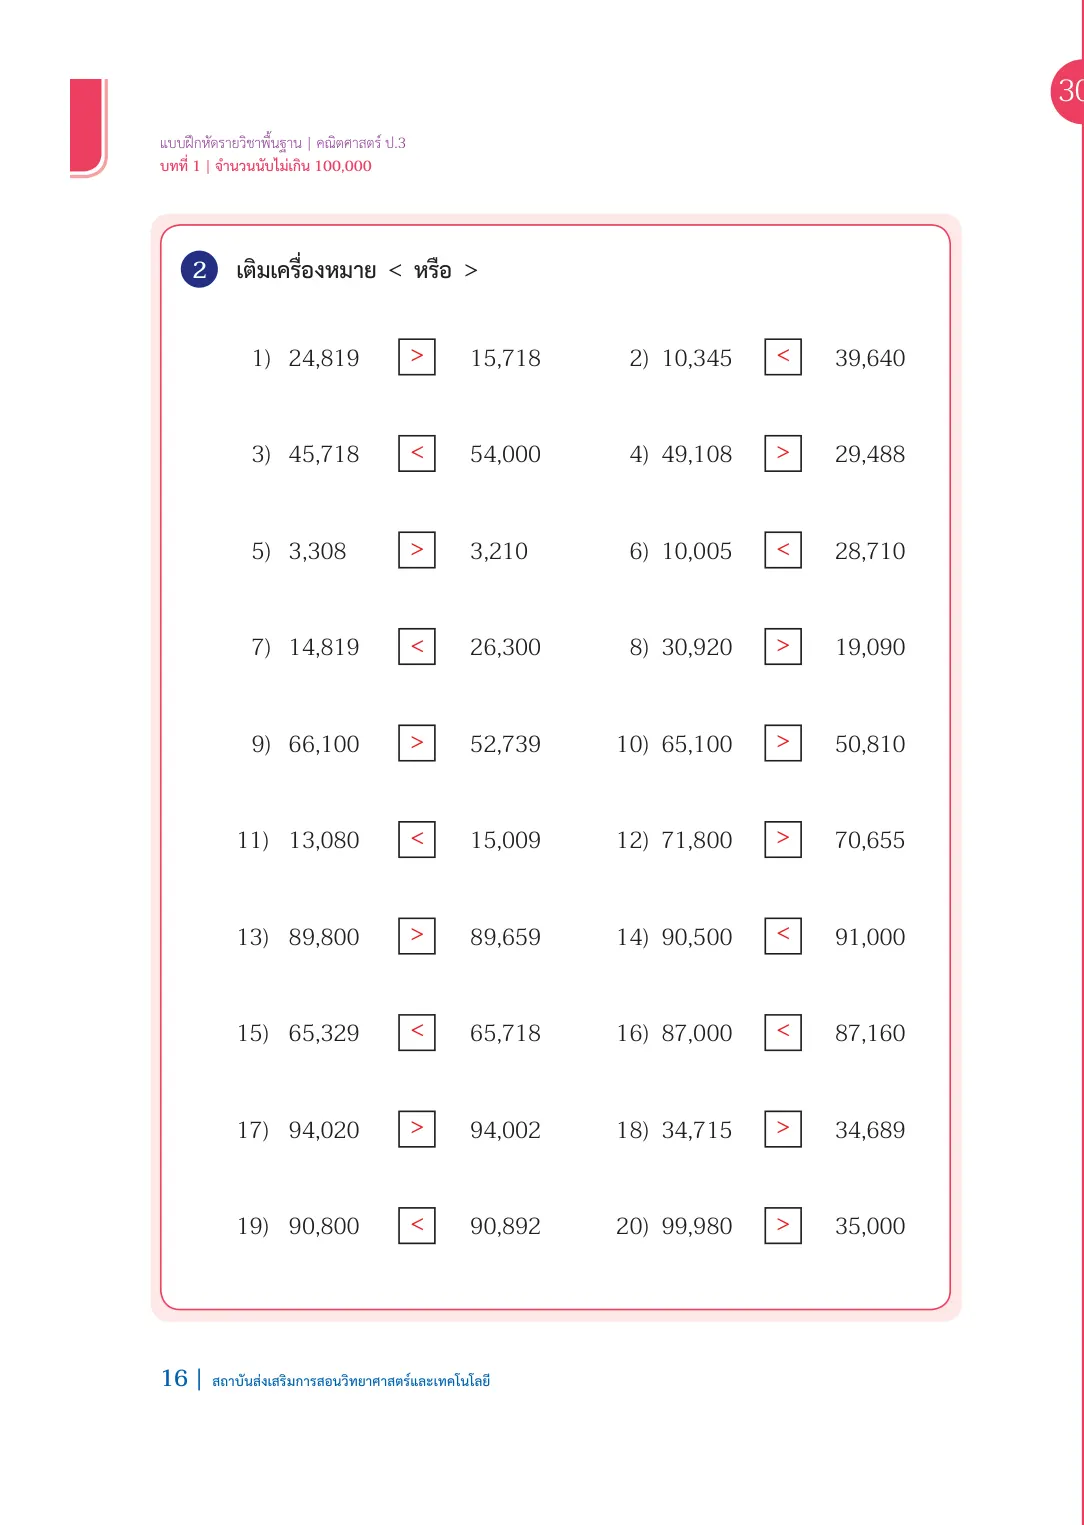 30
แบบฝึกหัดรายวิชาพื้นฐาน | คณิตศาสตร์ ป.3
บทที่ 1 | จำนวนนับไม่เกิน 100,000
2 เติมเครื่องหมาย < หรือ >
1) 24,819 > 15,718 2) 10,345 < 39,640
3) 45,718 < 54,000 4) 49,108 > 29,488
5) 3,308 > 3,210 6) 10,005 < 28,710
7) 14,819 < 26,300 8) 30,920 > 19,090
9) 66,100 > 52,739 10) 65,100 > 50,810
11) 13,080 < 15,009 12) 71,800 > 70,655
13) 89,800 > 89,659 14) 90,500 < 91,000
15) 65,329 < 65,718 16) 87,000 < 87,160
17) 94,020 > 94,002 18) 34,715 > 34,689
19) 90,800 < 90,892 20) 99,980 > 35,000
16 | สถาบันส่งเสริมการสอนวิทยาศาสตร์และเทคโนโลยี